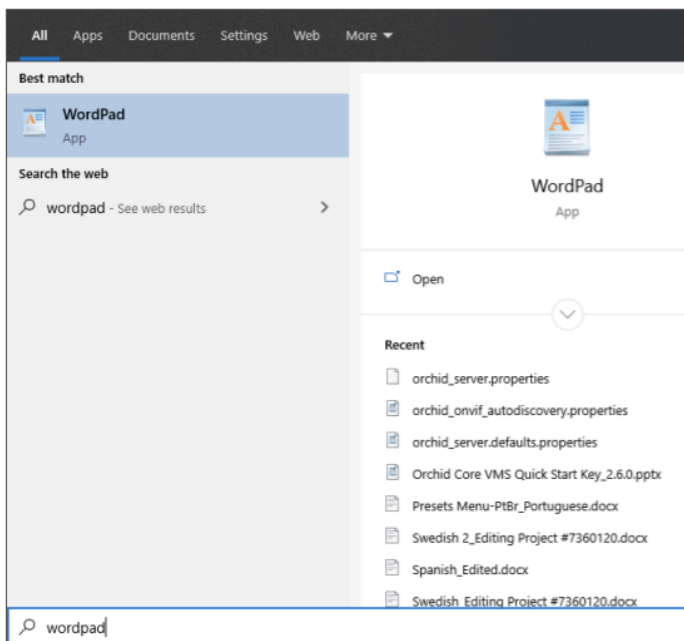 All Apps Documents Settings Web More
Best match
WordPad
App
Search the web
wordpad - See web results
WordPad
App
Open
Recent
orchid_server.properties
orchid_onvif_autodiscovery.properties
orchid_server.defaults.properties
Orchid Core VMS Quick Start Key_2.6.0.pptx
Presets Menu-PtBr_Portuguese.docx
Swedish 2_Editing Project #7360120.docx
Spanish_Edited.docx
Swedish_Editing Project #7360120.docx
wordpad